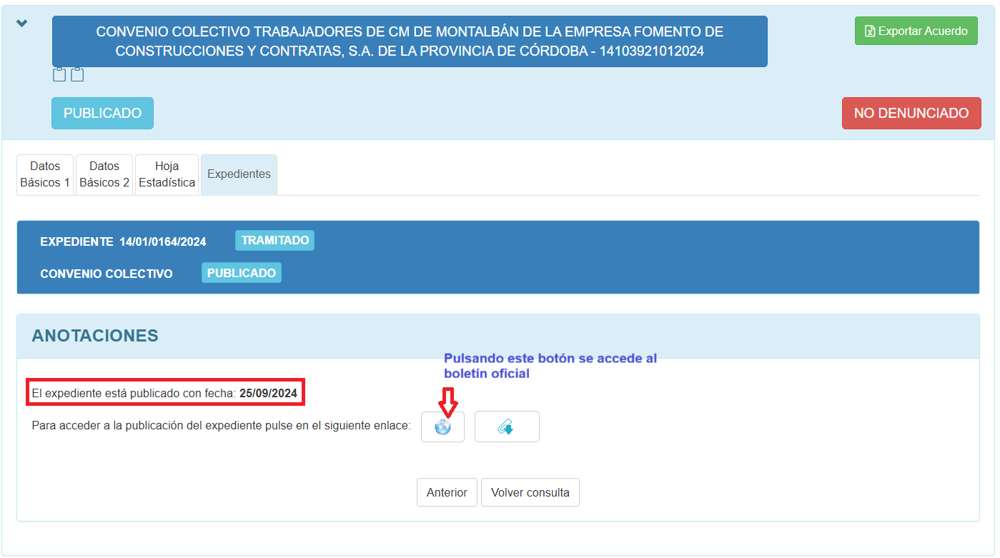 CONVENIO COLECTIVO TRABAJADORES DE CM DE MONTALBÁN DE LA EMPRESA FOMENTO DE
CONSTRUCCIONES Y CONTRATAS, S.A. DE LA PROVINCIA DE CÓRDOBA - 14103921012024
Exportar Acuerdo
PUBLICADO
NO DENUNCIADO
Datos
Básicos 1
Datos
Básicos 2
Hoja
Estadística
Expedientes
EXPEDIENTE 14/01/0164/2024
TRAMITADO
CONVENIO COLECTIVO
PUBLICADO
ANOTACIONES
Pulsando este botón se accede al
boletín oficial
El expediente está publicado con fecha: 25/09/2024
Para acceder a la publicación del expediente pulse en el siguiente enlace:
Anterior
Volver consulta